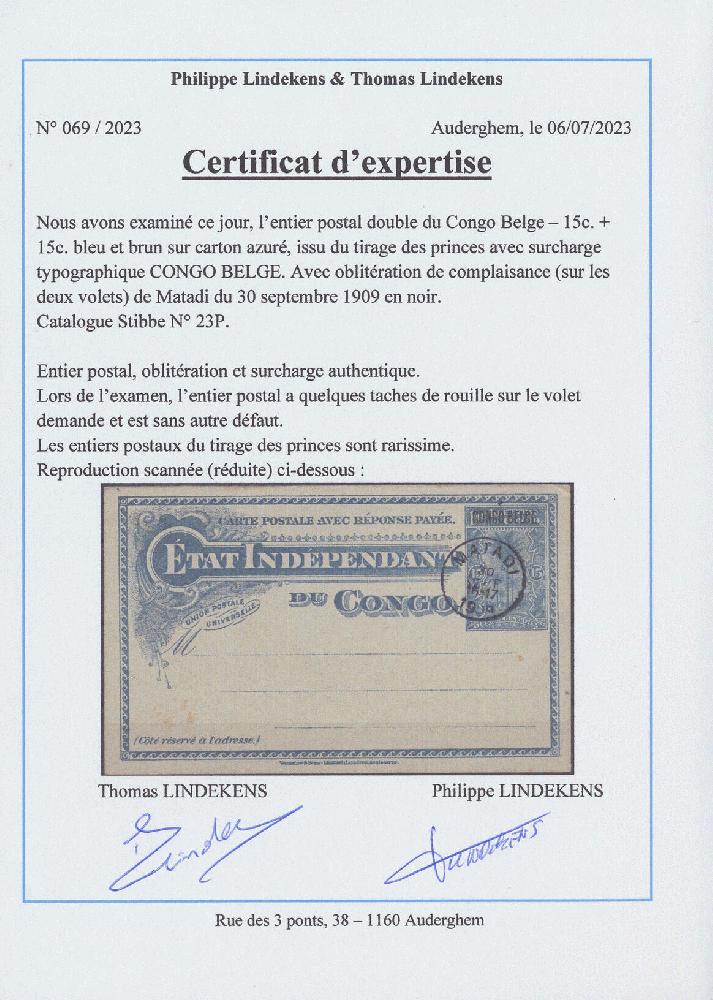 Philippe Lindekens & Thomas Lindekens
N° 069 / 2023
Auderghem, le 06/07/2023
Certificat d’expertise
Nous avons examiné ce jour, l’entier postal double du Congo Belge – 15c. +
15c. bleu et brun sur carton azuré, issu du tirage des princes avec surcharge
typographique CONGO BELGE. Avec oblitération de complaisance (sur les
deux volets) de Matadi du 30 septembre 1909 en noir.
Catalogue Stibbe N° 23P.
Entier postal, oblitération et surcharge authentique.
Lors de l’examen, l’entier postal a quelques taches de rouille sur le volet
demande et est sans autre défaut.
Les entiers postaux du tirage des princes sont rarissime.
Reproduction scannée (réduite) ci-dessous :
CARTE POSTALE AVEC RÉPONSE PAYÉE.
CONGO BELGE
ÉTAT INDÉPENDANT
DU CONGO
MATADI
30
15
UNION POSTALE
UNIVERSELLE
M
(Côté réservé à l'adresse.)
Thomas LINDEKENS
Philippe LINDEKENS
Rue des 3 ponts, 38 – 1160 Auderghem